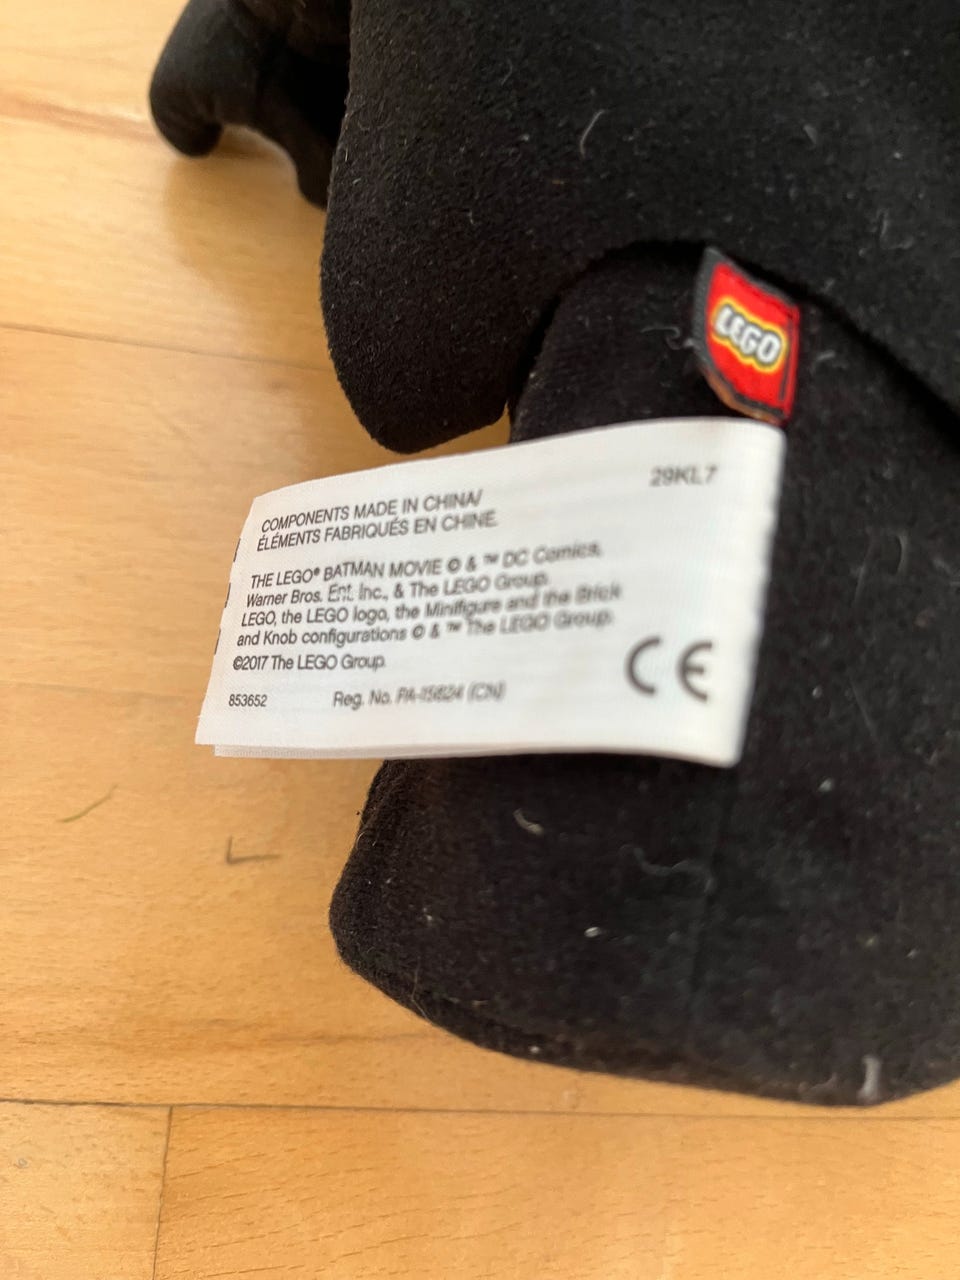 LEGO
29KL7
COMPONENTS MADE IN CHINA/
ÉLÉMENTS FABRIQUÉS EN CHINE
THE LEGO® BATMAN MOVIE © & ™ DC Comics,
Warner Bros. Ent. Inc., & The LEGO Group.
LEGO, the LEGO logo, the Minifigure and the Brick
and Knob configurations © & ™ The LEGO Group.
©2017 The LEGO Group.
853652 Reg. No. (CN)
CE